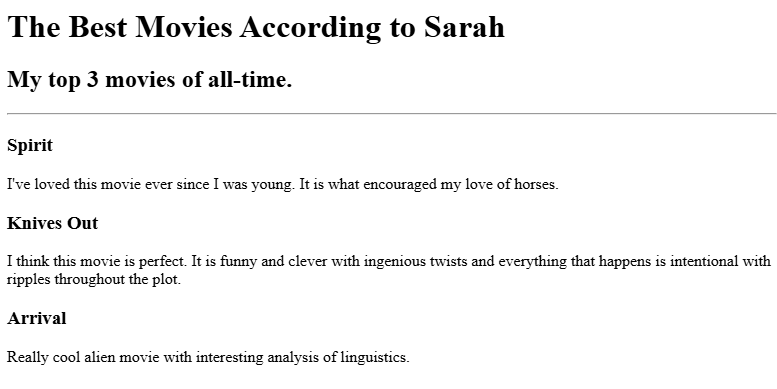 The Best Movies According to Sarah
My top 3 movies of all-time.
Spirit
I've loved this movie ever since I was young. It is what encouraged my love of horses.
Knives Out
I think this movie is perfect. It is funny and clever with ingenious twists and everything that happens is intentional with
ripples throughout the plot.
Arrival
Really cool alien movie with interesting analysis of linguistics.